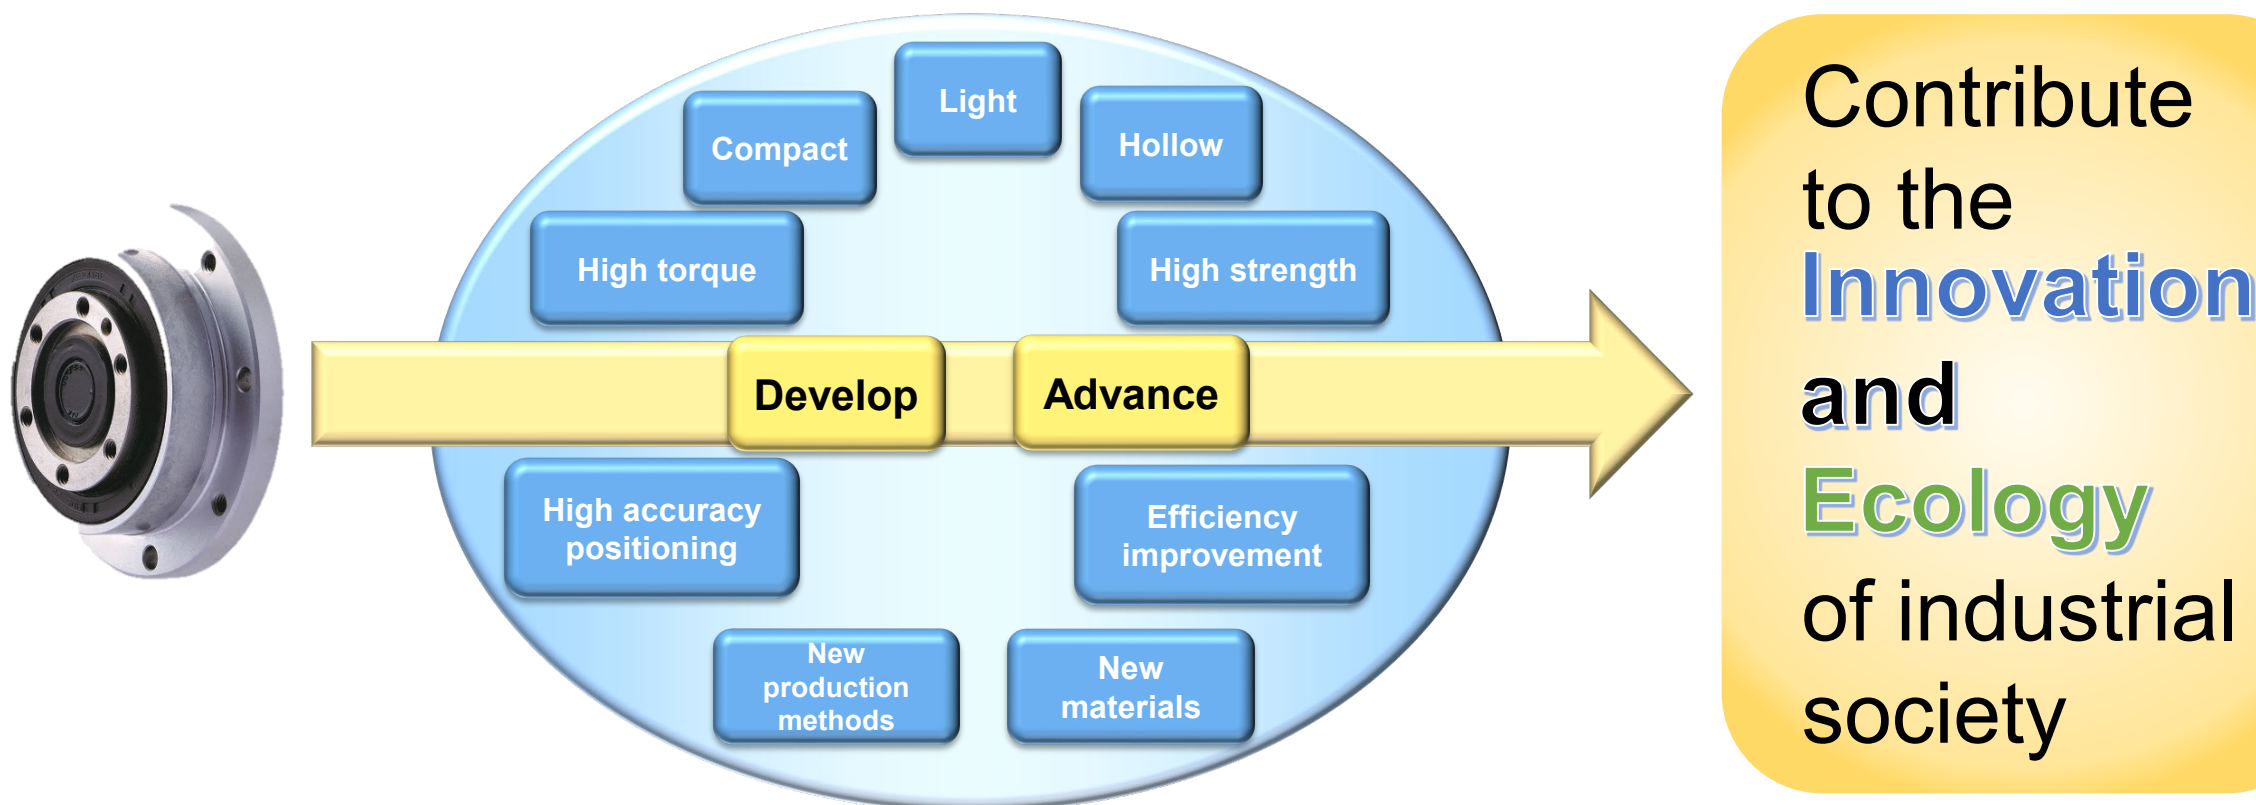 Light
Compact
Hollow
High torque
High strength
Develop
Advance
High accuracy
positioning
Efficiency
improvement
New
production
methods
New
materials
Contribute
to the
Innovation
and
Ecology
of industrial
society